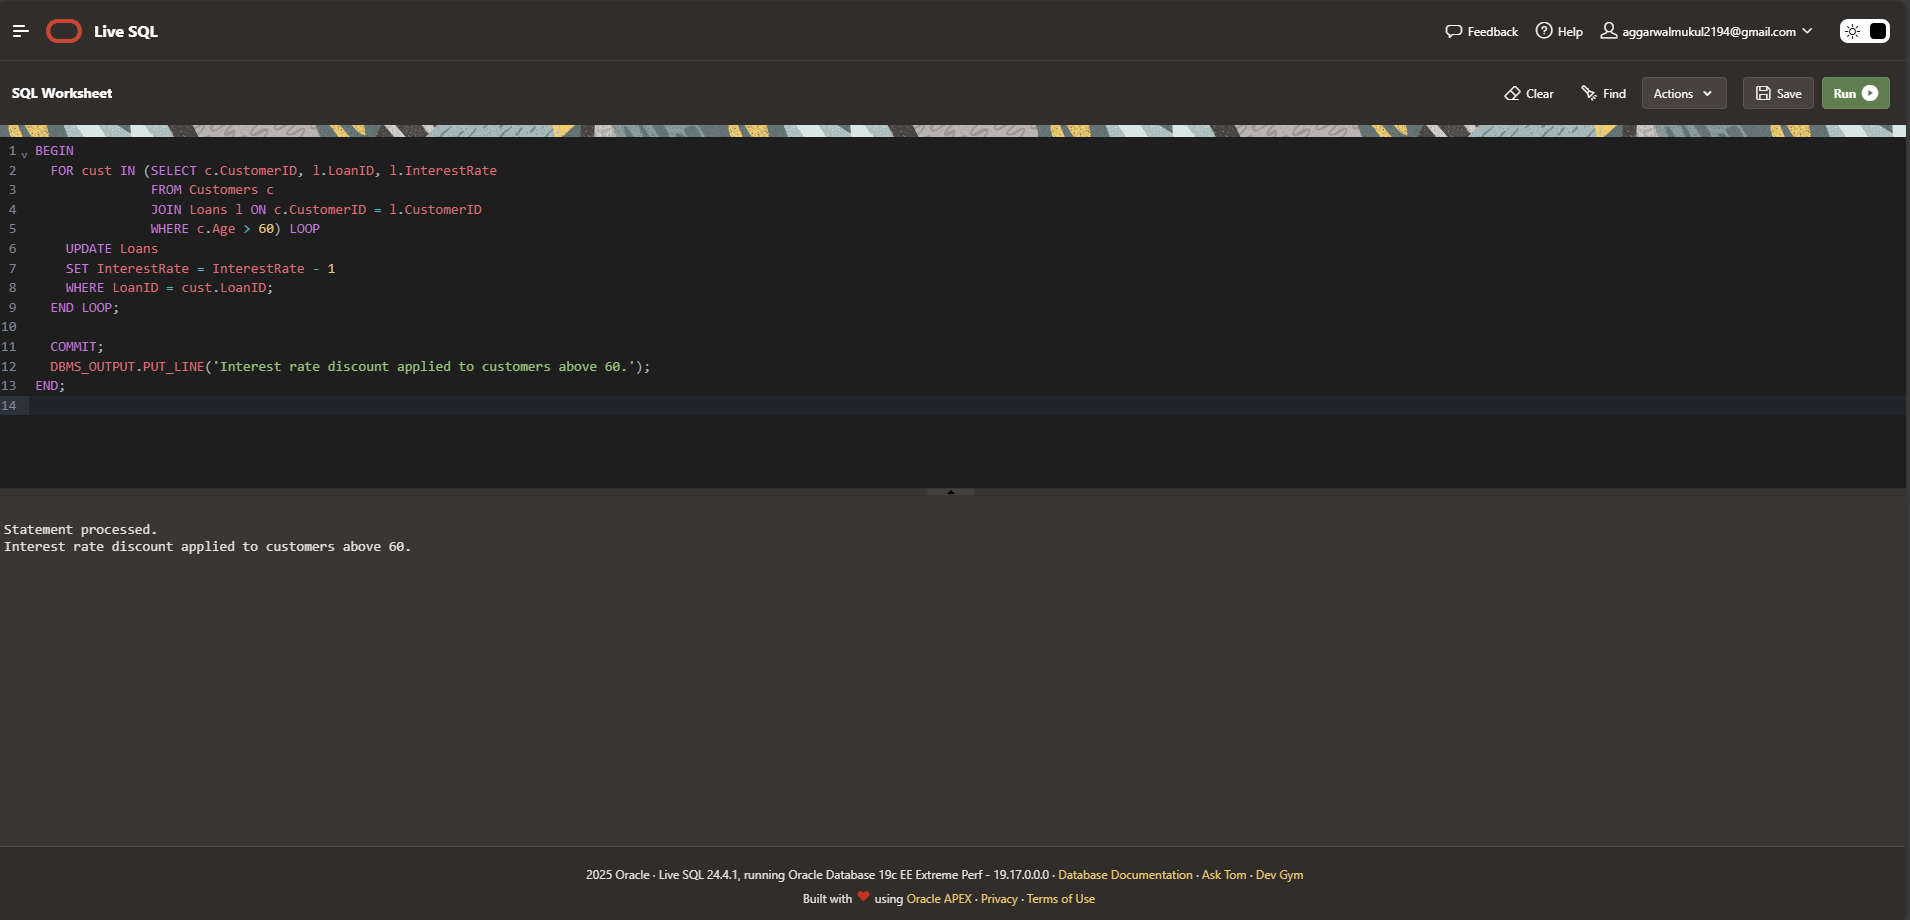 Live SQL
Feedback Help aggarwalmukul2194@gmail.com
SQL Worksheet
Clear Find Actions Save Run
1 BEGIN
2 FOR cust IN (SELECT c.CustomerID, l.LoanID, l.InterestRate
3 FROM Customers c
4 JOIN Loans l ON c.CustomerID = l.CustomerID
5 WHERE c.Age > 60) LOOP
6 UPDATE Loans
7 SET InterestRate = InterestRate - 1
8 WHERE LoanID = cust.LoanID;
9 END LOOP;
10
11 COMMIT;
12 DBMS_OUTPUT.PUT_LINE('Interest rate discount applied to customers above 60.');
13 END;
14
Statement processed.
Interest rate discount applied to customers above 60.
2025 Oracle · Live SQL 24.4.1, running Oracle Database 19c EE Extreme Perf - 19.17.0.0.0 · Database Documentation · Ask Tom · Dev Gym
Built with ❤ using Oracle APEX · Privacy · Terms of Use